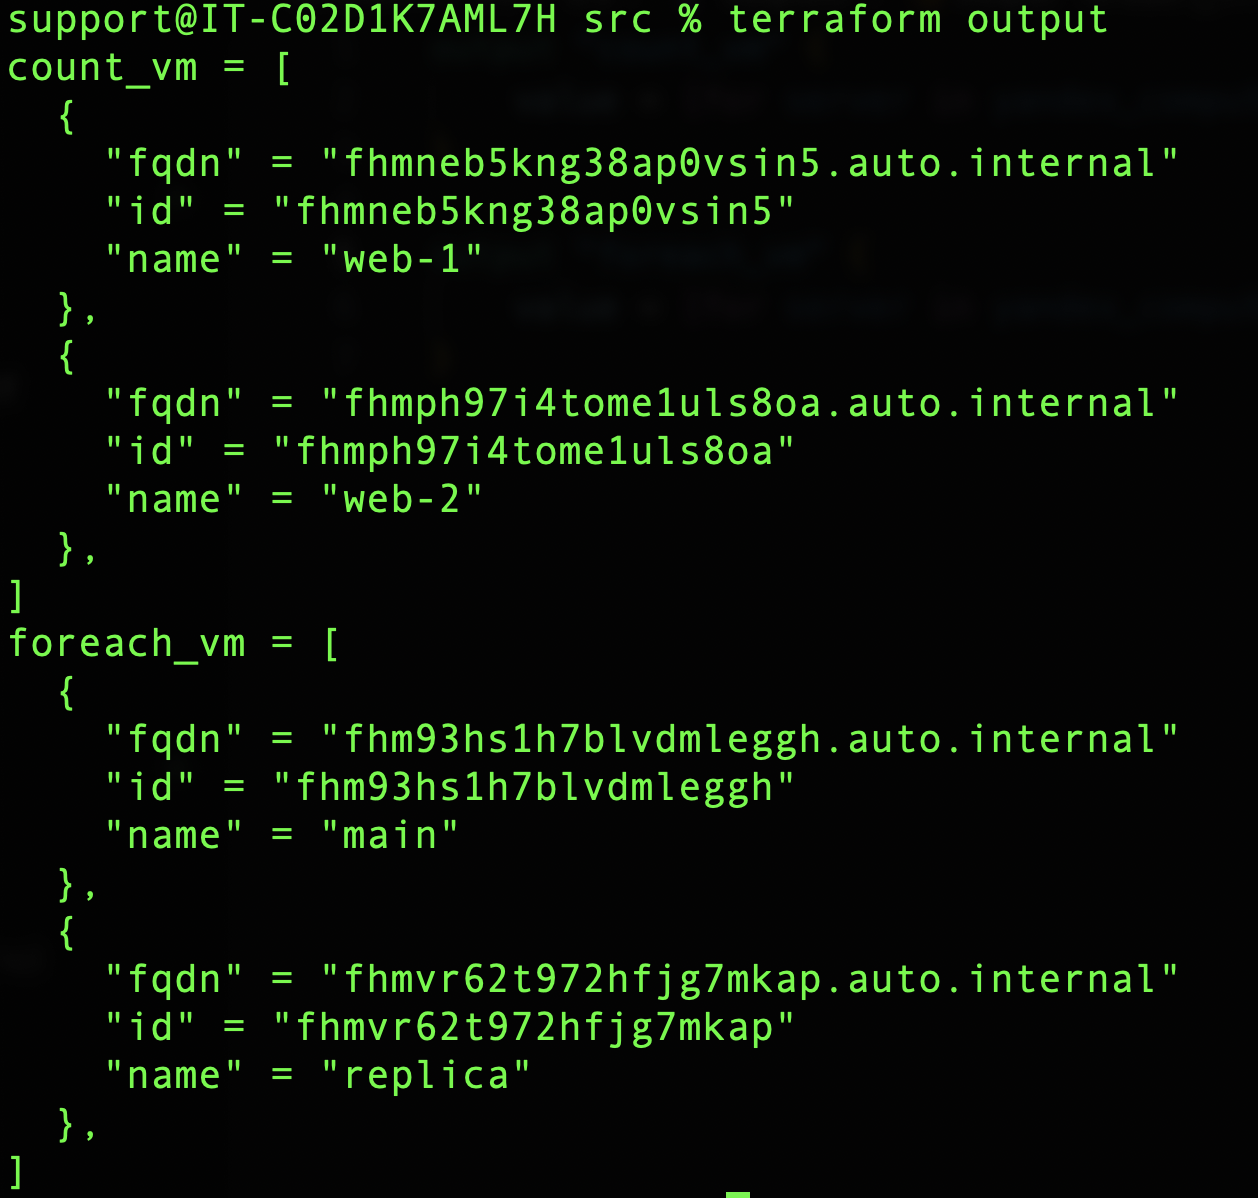 support@IT-C02D1K7AML7H src % terraform output
count_vm = [
  {
    "fqdn" = "fhmneb5kng38ap0vsin5.auto.internal"
    "id" = "fhmneb5kng38ap0vsin5"
    "name" = "web-1"
  },
  {
    "fqdn" = "fhmph97i4tome1uls8oa.auto.internal"
    "id" = "fhmph97i4tome1uls8oa"
    "name" = "web-2"
  },
]
foreach_vm = [
  {
    "fqdn" = "fhm93hs1h7blvdmleggh.auto.internal"
    "id" = "fhm93hs1h7blvdmleggh"
    "name" = "main"
  },
  {
    "fqdn" = "fhmvr62t972hfjg7mkap.auto.internal"
    "id" = "fhmvr62t972hfjg7mkap"
    "name" = "replica"
  },
]